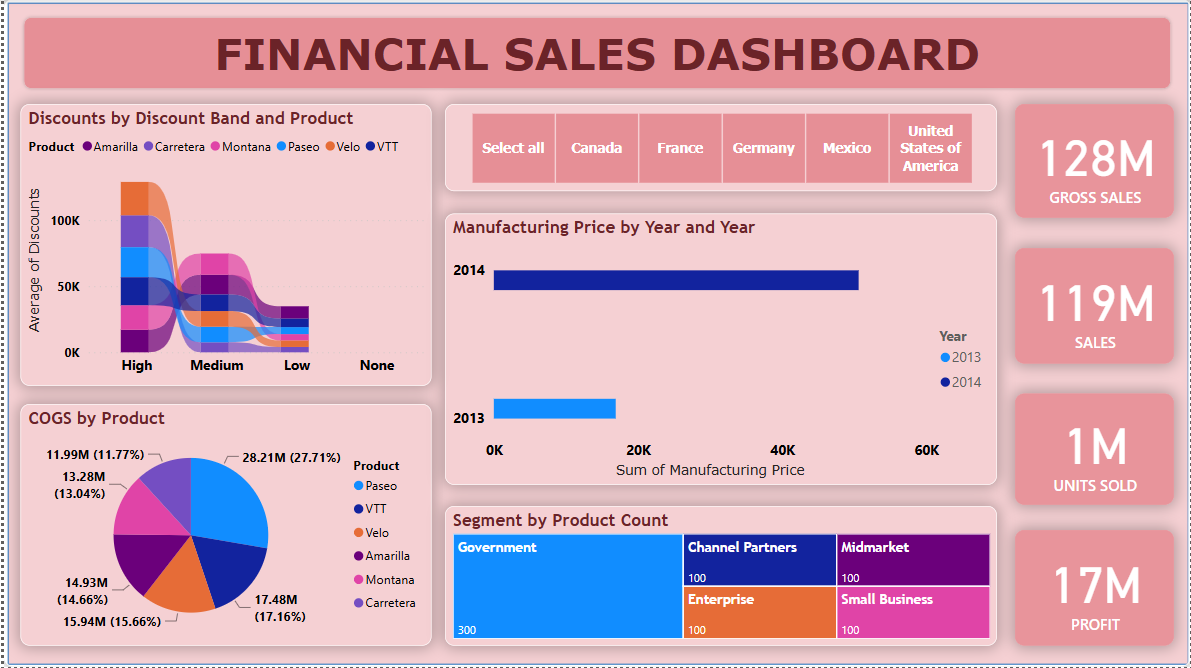 FINANCIAL SALES DASHBOARD
Discounts by Discount Band and Product
Product Amarilla Carretera Montana Paseo Velo VTT
Average of Discounts
100K
50K
0K
High Medium Low None
COGS by Product
11.99M (11.77%)
13.28M
(13.04%)
14.93M
(14.66%)
15.94M (15.66%)
17.48M
(17.16%)
28.21M (27.71%)
Product
Paseo
VTT
Velo
Amarilla
Montana
Carretera
Select all
Canada
France
Germany
Mexico
United
States of
America
Manufacturing Price by Year and Year
2014
2013
0K 20K 40K 60K
Sum of Manufacturing Price
Year
2013
2014
Segment by Product Count
Government
300
Channel Partners
100
Midmarket
100
Enterprise
100
Small Business
100
128M
GROSS SALES
119M
SALES
1M
UNITS SOLD
17M
PROFIT